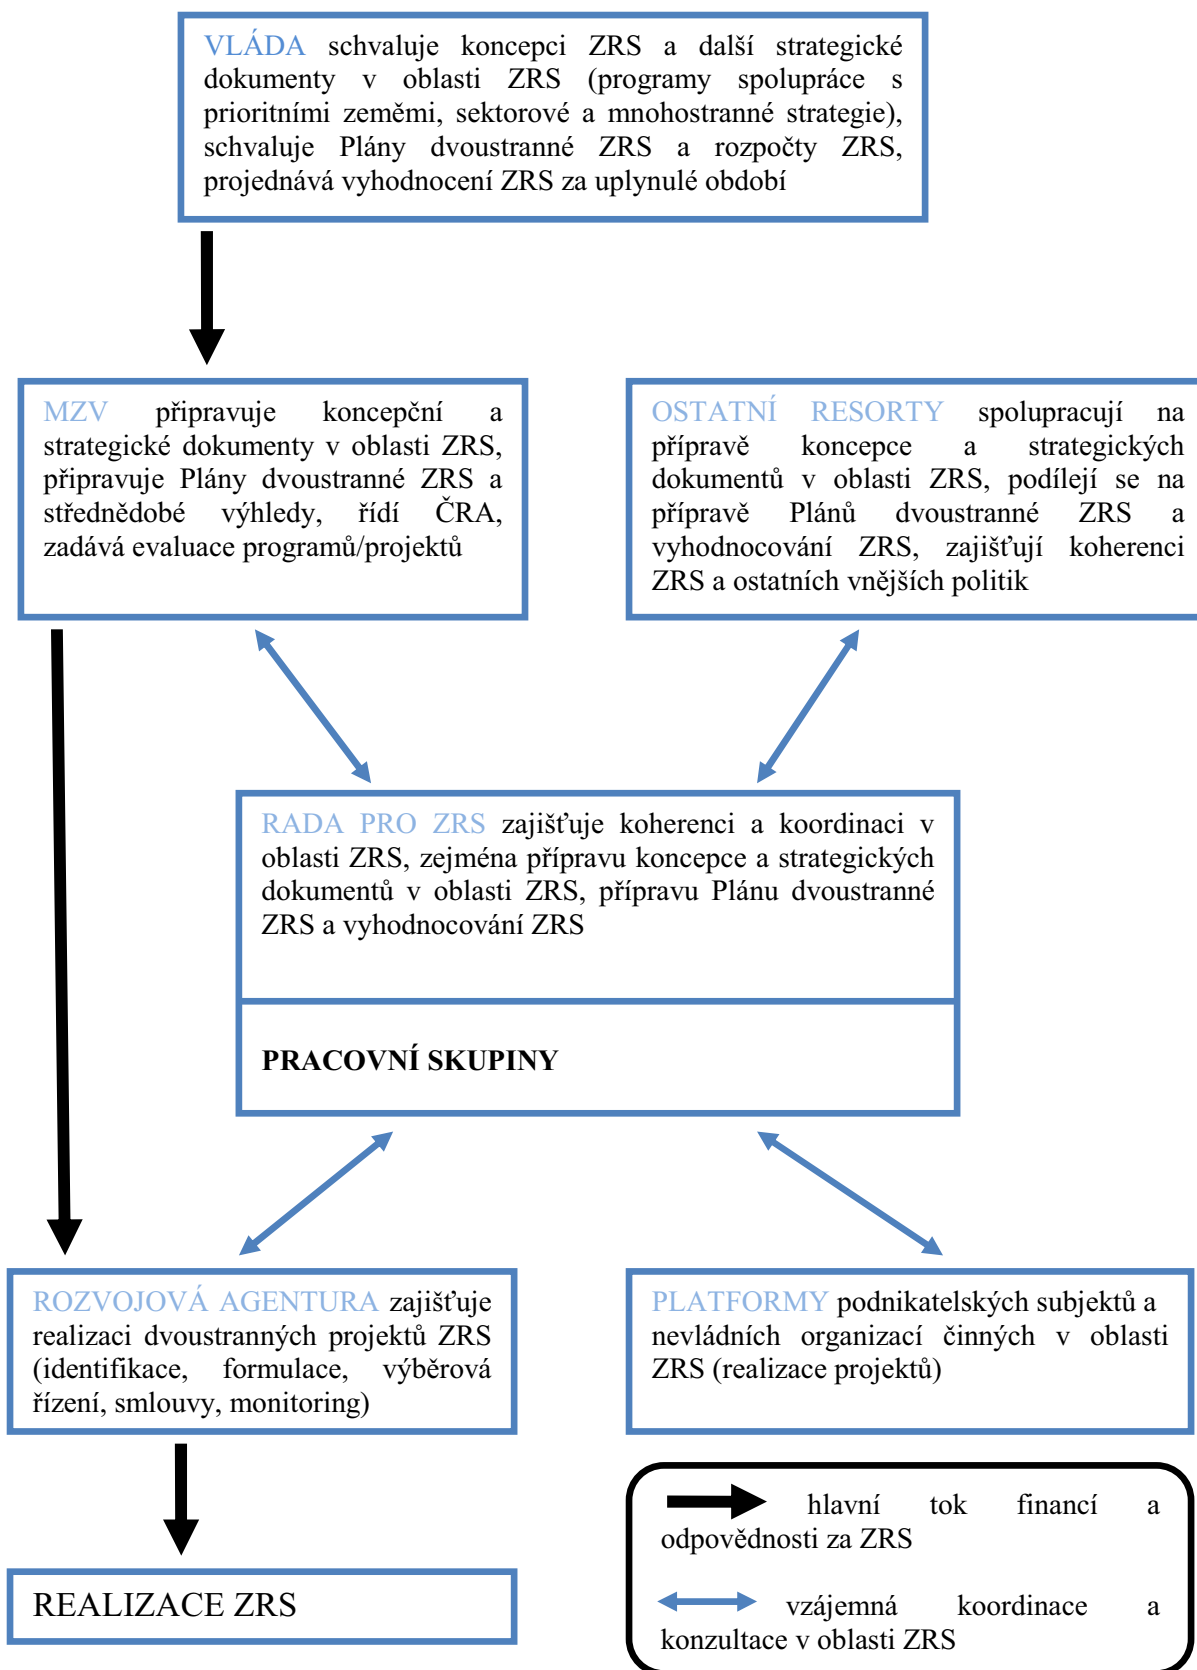 VLÁDA schvaluje koncepci ZRS a další strategické
dokumenty v oblasti ZRS (programy spolupráce s
prioritními zeměmi, sektorové a mnohostranné strategie),
schvaluje Plány dvoustranné ZRS a rozpočty ZRS,
projednává vyhodnocení ZRS za uplynulé období
MZV připravuje koncepční a
strategické dokumenty v oblasti ZRS,
připravuje Plány dvoustranné ZRS a
střednědobé výhledy, řídí ČRA,
zadává evaluace programů/projektů
OSTATNÍ RESORTY spolupracují na
přípravě koncepce a strategických
dokumentů v oblasti ZRS, podílejí se na
přípravě Plánů dvoustranné ZRS a
vyhodnocování ZRS, zajišťují koherenci
ZRS a ostatních vnějších politik
RADA PRO ZRS zajišťuje koherenci a koordinaci v
oblasti ZRS, zejména přípravu koncepce a strategických
dokumentů v oblasti ZRS, přípravu Plánu dvoustranné
ZRS a vyhodnocování ZRS
PRACOVNÍ SKUPINY
ROZVOJOVÁ AGENTURA zajišťuje
realizaci dvoustranných projektů ZRS
(identifikace, formulace, výběrová
řízení, smlouvy, monitoring)
PLATFORMY podnikatelských subjektů a
nevládních organizací činných v oblasti
ZRS (realizace projektů)
REALIZACE ZRS
hlavní tok financí a
odpovědnosti za ZRS
vzájemná koordinace a
konzultace v oblasti ZRS